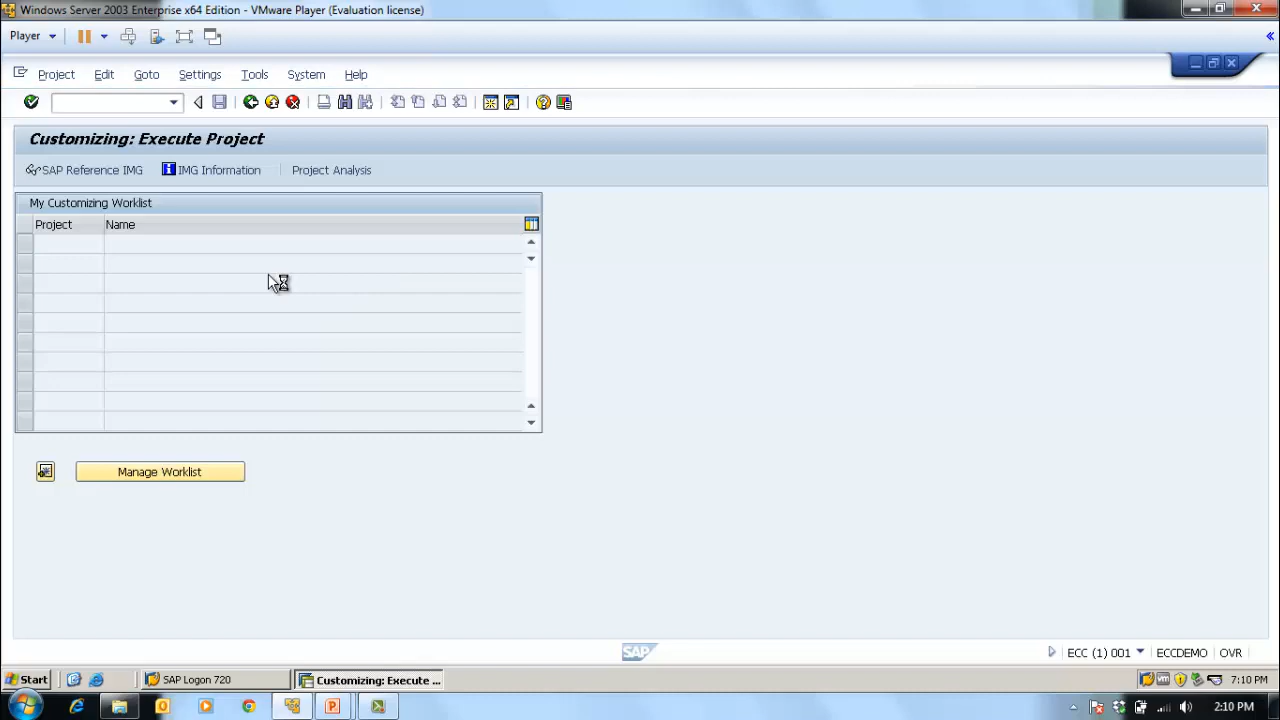 Windows Server 2003 Enterprise x64 Edition - VMware Player (Evaluation license)
Player
Project Edit Goto Settings Tools System Help
Customizing: Execute Project
SAP Reference IMG IMG Information Project Analysis
My Customizing Worklist
Project Name
Manage Worklist
SAP ECC (1) 001 ECCDEMO OVR
Start SAP Logon 720 Customizing: Execute ... 7:10 PM
2:10 PM